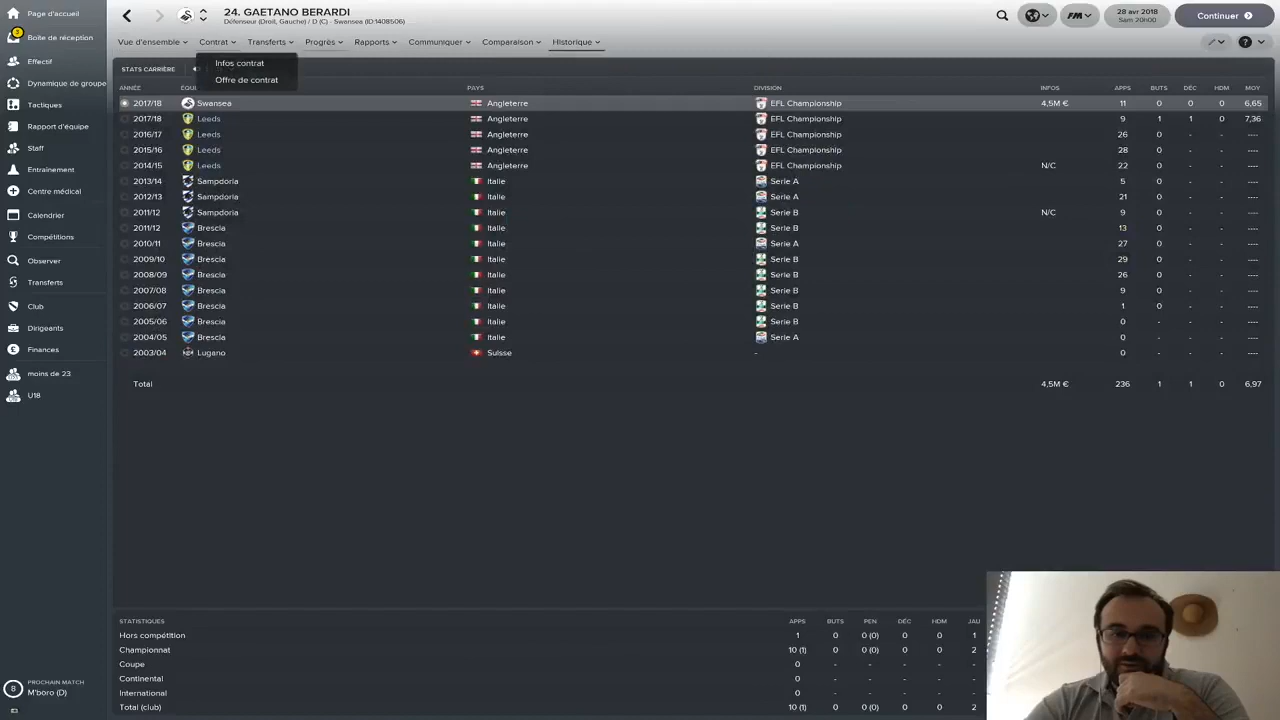 Page d'accueil
3
Boîte de réception
Effectif
Dynamique de groupe
Tactiques
Rapport d'équipe
Staff
Entraînement
Centre médical
Calendrier
Compétitions
Observer
Transferts
Club
Dirigeants
Finances
moins de 23
U18
PROCHAIN MATCH
M'boro (D)
24. GAETANO BERARDI
Défenseur (Droit, Gauche) / D (C) - Swansea (ID:1408506)
FM
28 avr 2018
Sam 20h00
Continuer
Vue d'ensemble Contrat Transferts Progrès Rapports Communiquer Comparaison Historique
Infos contrat
Offre de contrat
STATS CARRIÈRE
ANNÉE PAYS DIVISION INFOS APPS BUTS DÉC HDM MOY
2017/18 Swansea Angleterre EFL Championship 4,5M € 11 0 0 0 6,65
2017/18 Leeds Angleterre EFL Championship 9 1 1 0 7,36
2016/17 Leeds Angleterre EFL Championship 26 0 - - ----
2015/16 Leeds Angleterre EFL Championship 28 0 - - ----
2014/15 Leeds Angleterre EFL Championship N/C 22 0 - - ----
2013/14 Sampdoria Italie Serie A 5 0 - - ----
2012/13 Sampdoria Italie Serie A 21 0 - - ----
2011/12 Sampdoria Italie Serie B N/C 9 0 - - ----
2011/12 Brescia Italie Serie B 13 0 - - ----
2010/11 Brescia Italie Serie A 27 0 - - ----
2009/10 Brescia Italie Serie B 29 0 - - ----
2008/09 Brescia Italie Serie B 26 0 - - ----
2007/08 Brescia Italie Serie B 9 0 - - ----
2006/07 Brescia Italie Serie B 1 0 - - ----
2005/06 Brescia Italie Serie B 0 - - - ----
2004/05 Brescia Italie Serie A 0 - - - ----
2003/04 Lugano Suisse - 0 - - - ----
Total 4,5M € 236 1 1 0 6,97
STATISTIQUES APPS BUTS PEN DÉC HDM JAU
Hors compétition 1 0 0 (0) 0 0 1
Championnat 10 (1) 0 0 (0) 0 0 2
Coupe 0 - - - - -
Continental 0 - - - - -
International 0 - - - - -
Total (club) 10 (1) 0 0 (0) 0 0 2